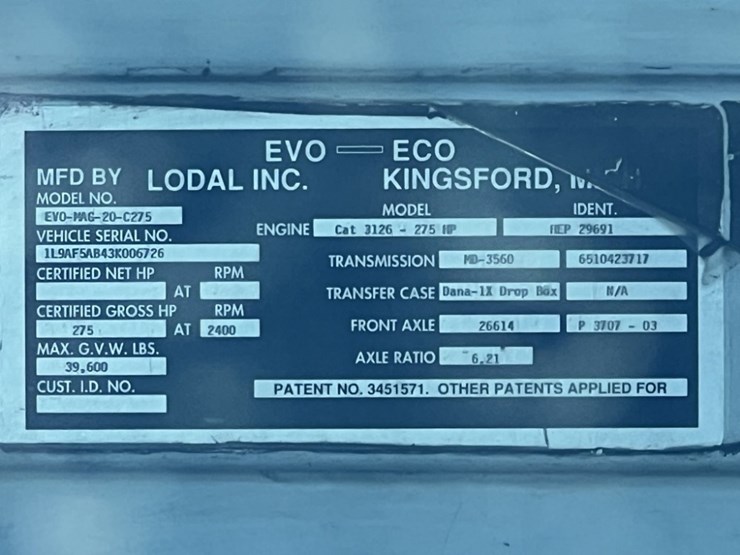 EVO — ECO
MFD BY LODAL INC. KINGSFORD,
MODEL NO.
EVO-MAG-20-C275
VEHICLE SERIAL NO.
1L9AF5AB43K006726
CERTIFIED NET HP RPM
AT
CERTIFIED GROSS HP RPM
275 AT 2400
MAX. G.V.W. LBS.
39,600
CUST. I.D. NO.
MODEL IDENT.
ENGINE Cat 3126 - 275 HP HEP 29691
TRANSMISSION MD-3560 6510423717
TRANSFER CASE Dana-1X Drop Box N/A
FRONT AXLE 26614 P 3707 - 03
AXLE RATIO 6.21
PATENT NO. 3451571. OTHER PATENTS APPLIED FOR